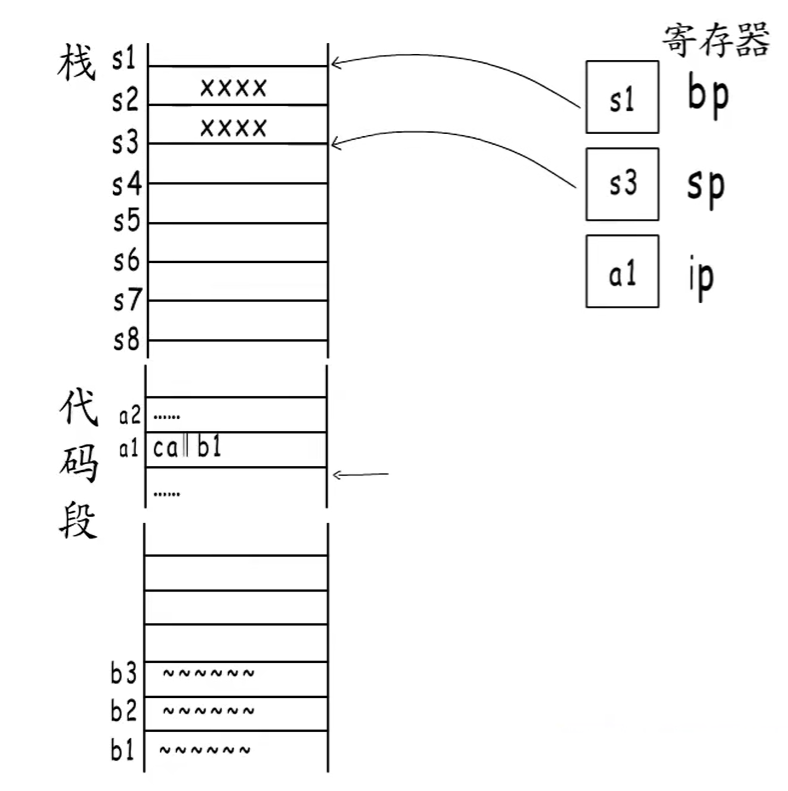 栈
寄存器
s1
s2
xxxx
s3
xxxx
s4
s5
s6
s7
s8
s1 bp
s3 sp
a1 ip
代码段
a2 ......
a1 call b1
......
b3 ~~~~~~
b2 ~~~~~~
b1 ~~~~~~